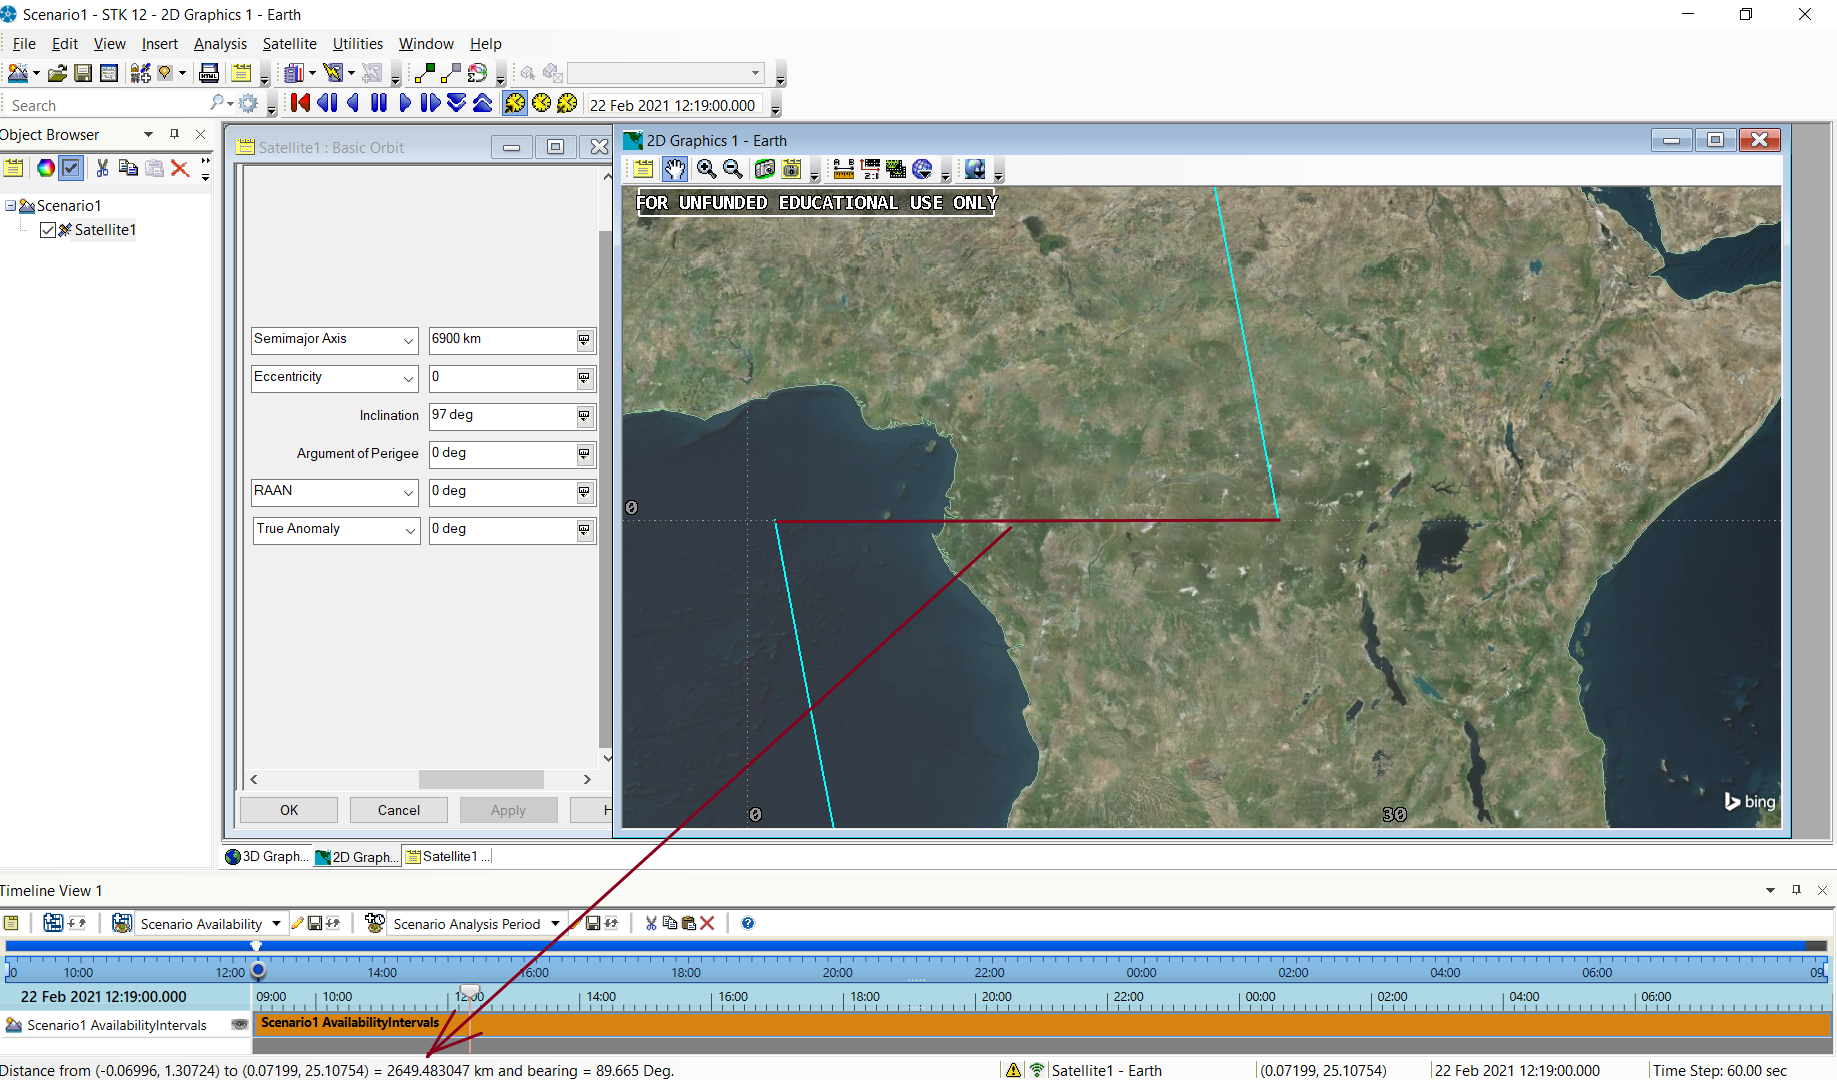 Scenario1 - STK 12 - 2D Graphics 1 - Earth
File Edit View Insert Analysis Satellite Utilities Window Help
Search
22 Feb 2021 12:19:00.000
Object Browser
Scenario1
Satellite1
Satellite1 : Basic Orbit
Semimajor Axis 6900 km
Eccentricity 0
Inclination 97 deg
Argument of Perigee 0 deg
RAAN 0 deg
True Anomaly 0 deg
OK Cancel Apply H
2D Graphics 1 - Earth
FOR UNFUNDED EDUCATIONAL USE ONLY
0
0 30
bing
3D Graph... 2D Graph... Satellite1 ...
Timeline View 1
Scenario Availability Scenario Analysis Period
10:00 12:00 14:00 16:00 18:00 20:00 22:00 00:00 02:00 04:00 06:00 09:
22 Feb 2021 12:19:00.000 09:00 10:00 12:00 14:00 16:00 18:00 20:00 22:00 00:00 02:00 04:00 06:00
Scenario1 AvailabilityIntervals Scenario1 AvailabilityIntervals
Distance from (-0.06996, 1.30724) to (0.07199, 25.10754) = 2649.483047 km and bearing = 89.665 Deg. Satellite1 - Earth (0.07199, 25.10754) 22 Feb 2021 12:19:00.000 Time Step: 60.00 sec